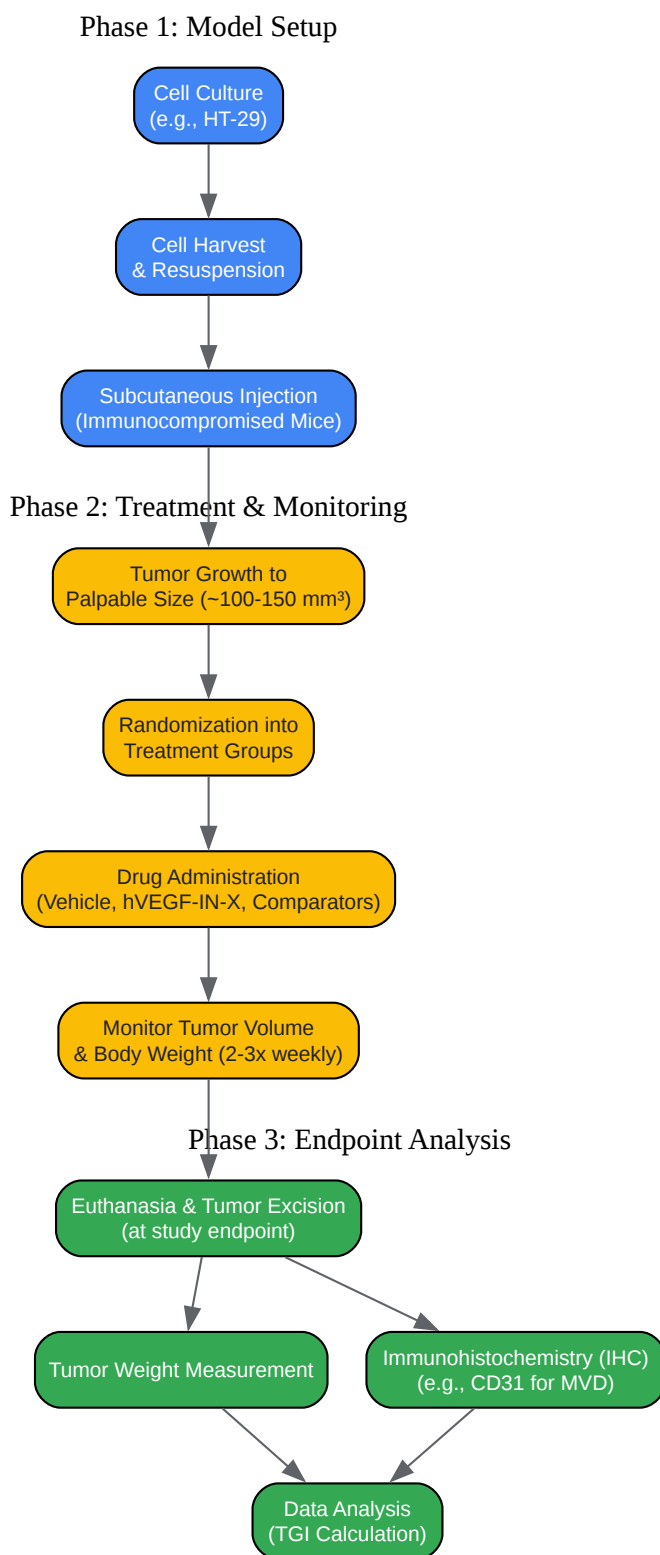 Phase 1: Model Setup
Cell Culture
(e.g., HT-29)
Cell Harvest
& Resuspension
Subcutaneous Injection
(Immunocompromised Mice)
Phase 2: Treatment & Monitoring
Tumor Growth to
Palpable Size (~100-150 mm³)
Randomization into
Treatment Groups
Drug Administration
(Vehicle, hVEGF-IN-X, Comparators)
Monitor Tumor Volume
& Body Weight (2-3x weekly)
Phase 3: Endpoint Analysis
Euthanasia & Tumor Excision
(at study endpoint)
Tumor Weight Measurement
Immunohistochemistry (IHC)
(e.g., CD31 for MVD)
Data Analysis
(TGI Calculation)